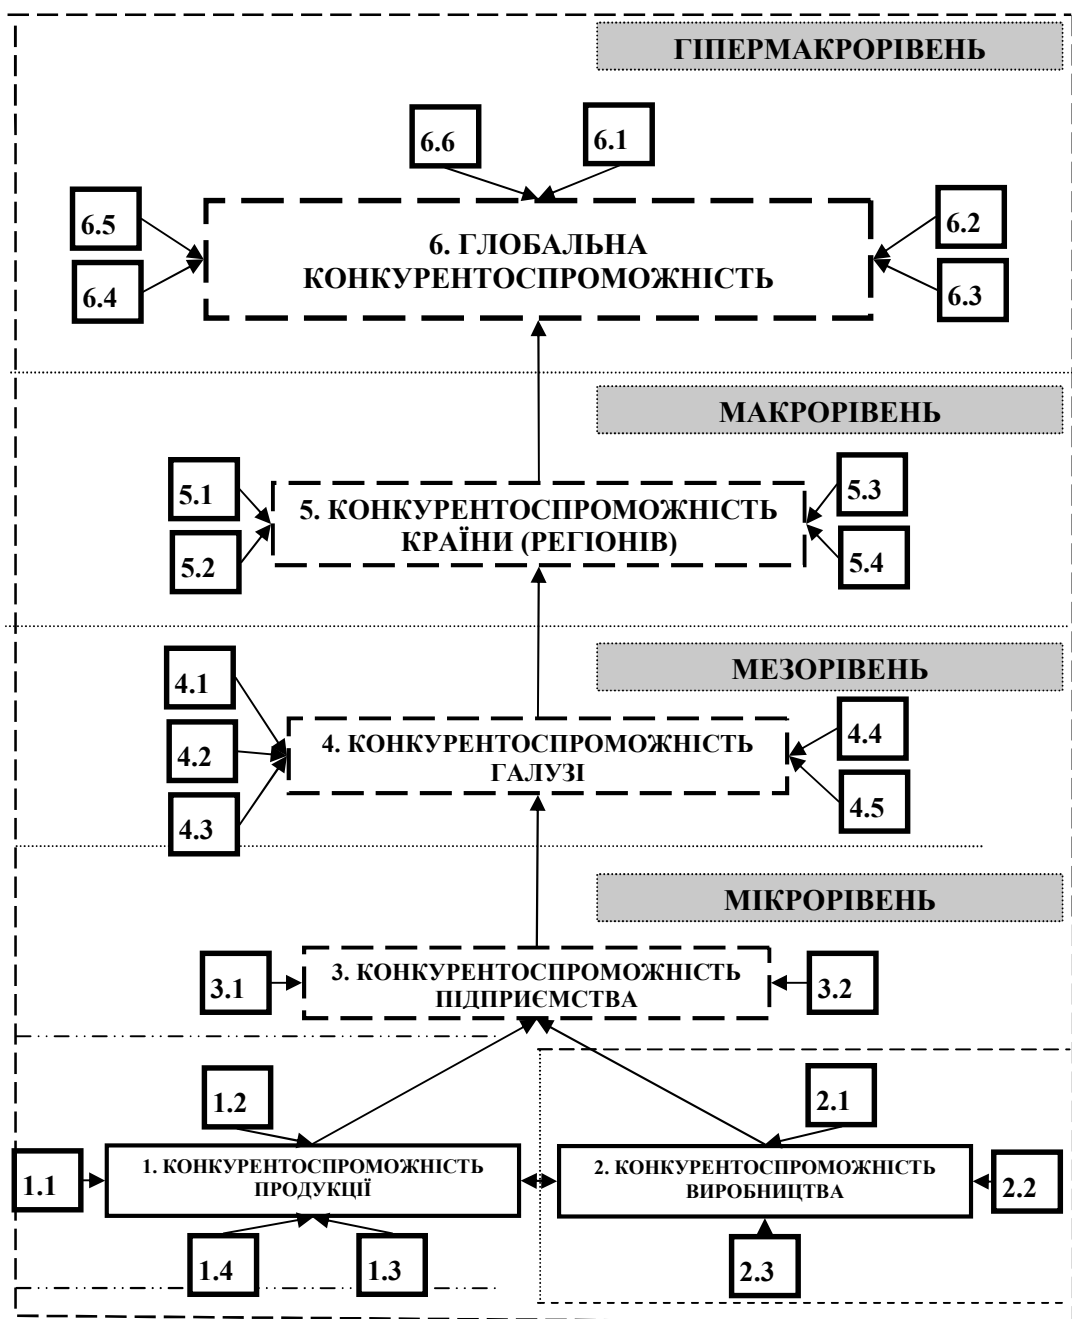 ГІПЕРМАКРОРІВЕНЬ
6.6
6.1
6.5
6.2
6. ГЛОБАЛЬНА
КОНКУРЕНТОСПРОМОЖНІСТЬ
6.4
6.3
МАКРОРІВЕНЬ
5.1
5.3
5. КОНКУРЕНТОСПРОМОЖНІСТЬ
КРАЇНИ (РЕГІОНІВ)
5.2
5.4
МЕЗОРІВЕНЬ
4.1
4.4
4. КОНКУРЕНТОСПРОМОЖНІСТЬ
ГАЛУЗІ
4.2
4.3
4.5
МІКРОРІВЕНЬ
3.1
3. КОНКУРЕНТОСПРОМОЖНІСТЬ
ПІДПРИЄМСТВА
3.2
1.2
2.1
1.1
1. КОНКУРЕНТОСПРОМОЖНІСТЬ
ПРОДУКЦІЇ
2. КОНКУРЕНТОСПРОМОЖНІСТЬ
ВИРОБНИЦТВА
2.2
1.4
1.3
2.3